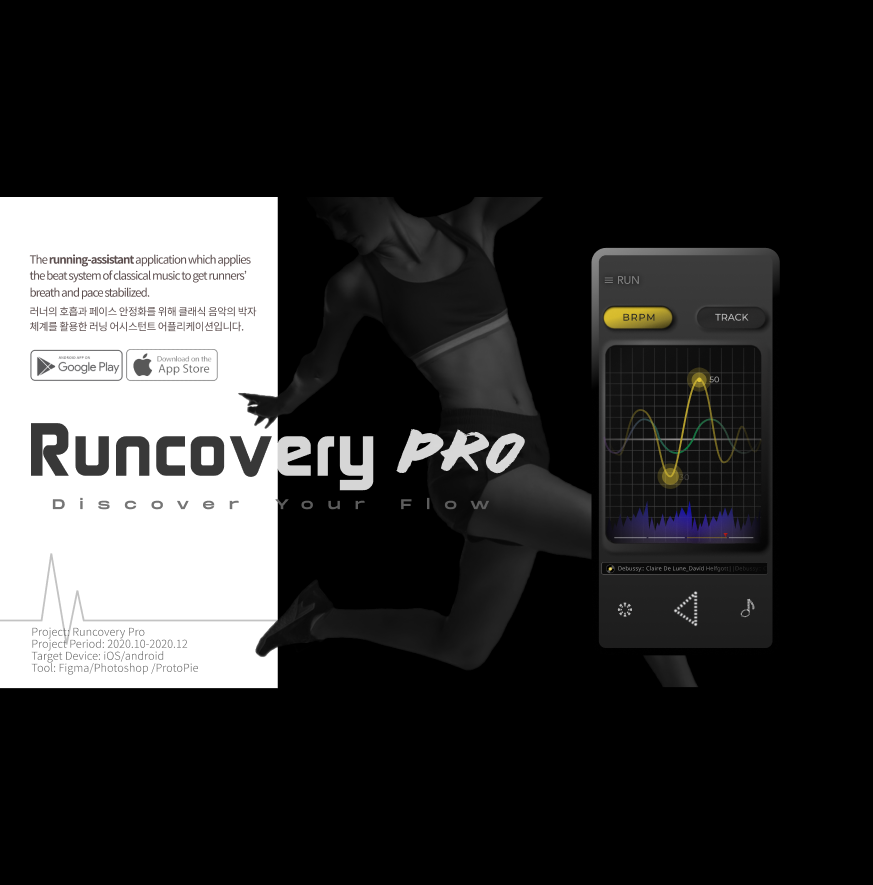 The running-assistant application which applies
the beat system of classical music to get runners'
breath and pace stabilized.
러너의 호흡과 페이스 안정화를 위해 클래식 음악의 박자
체계를 활용한 러닝 어시스턴트 어플리케이션입니다.
ANDROID APP ON
Google Play
Download on the
App Store
Runcovery PRO
Discover Your Flow
Project: Runcovery Pro
Project Period: 2020.10-2020.12
Target Device: iOS/android
Tool: Figma/Photoshop /ProtoPie
RUN
BRPM
TRACK
50
Debussy:: Claire De Lune_David Helfgott